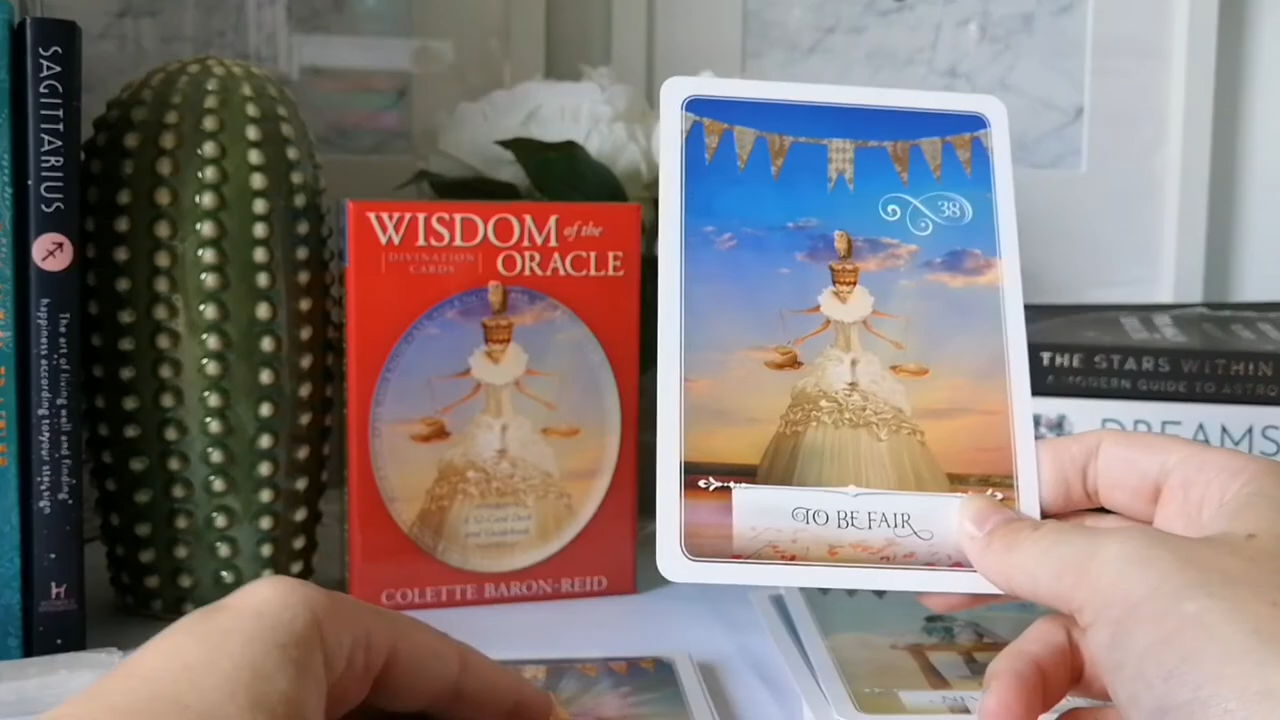 SAGITTARIUS
The art of living well and finding
happiness according to your star sign
WISDOM of the
DIVINATION
CARDS
ORACLE
A 52-Card Deck
and Guidebook
COLETTE BARON-REID
38
TO BE FAIR
THE STARS WITHIN
A MODERN GUIDE TO ASTRO
DREAMS